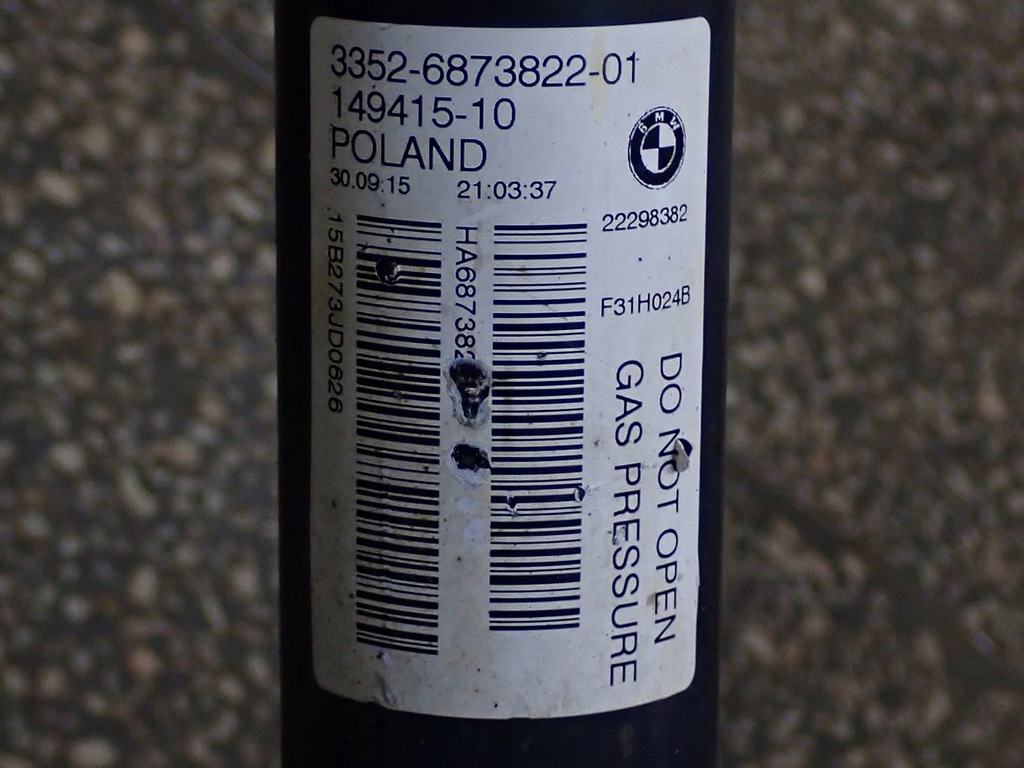 3352-6873822-01
149415-10
POLAND
30.09.15 21:03:37
BMW
22298382
F31H024B
15B273JD0626
DO NOT OPEN
GAS PRESSURE